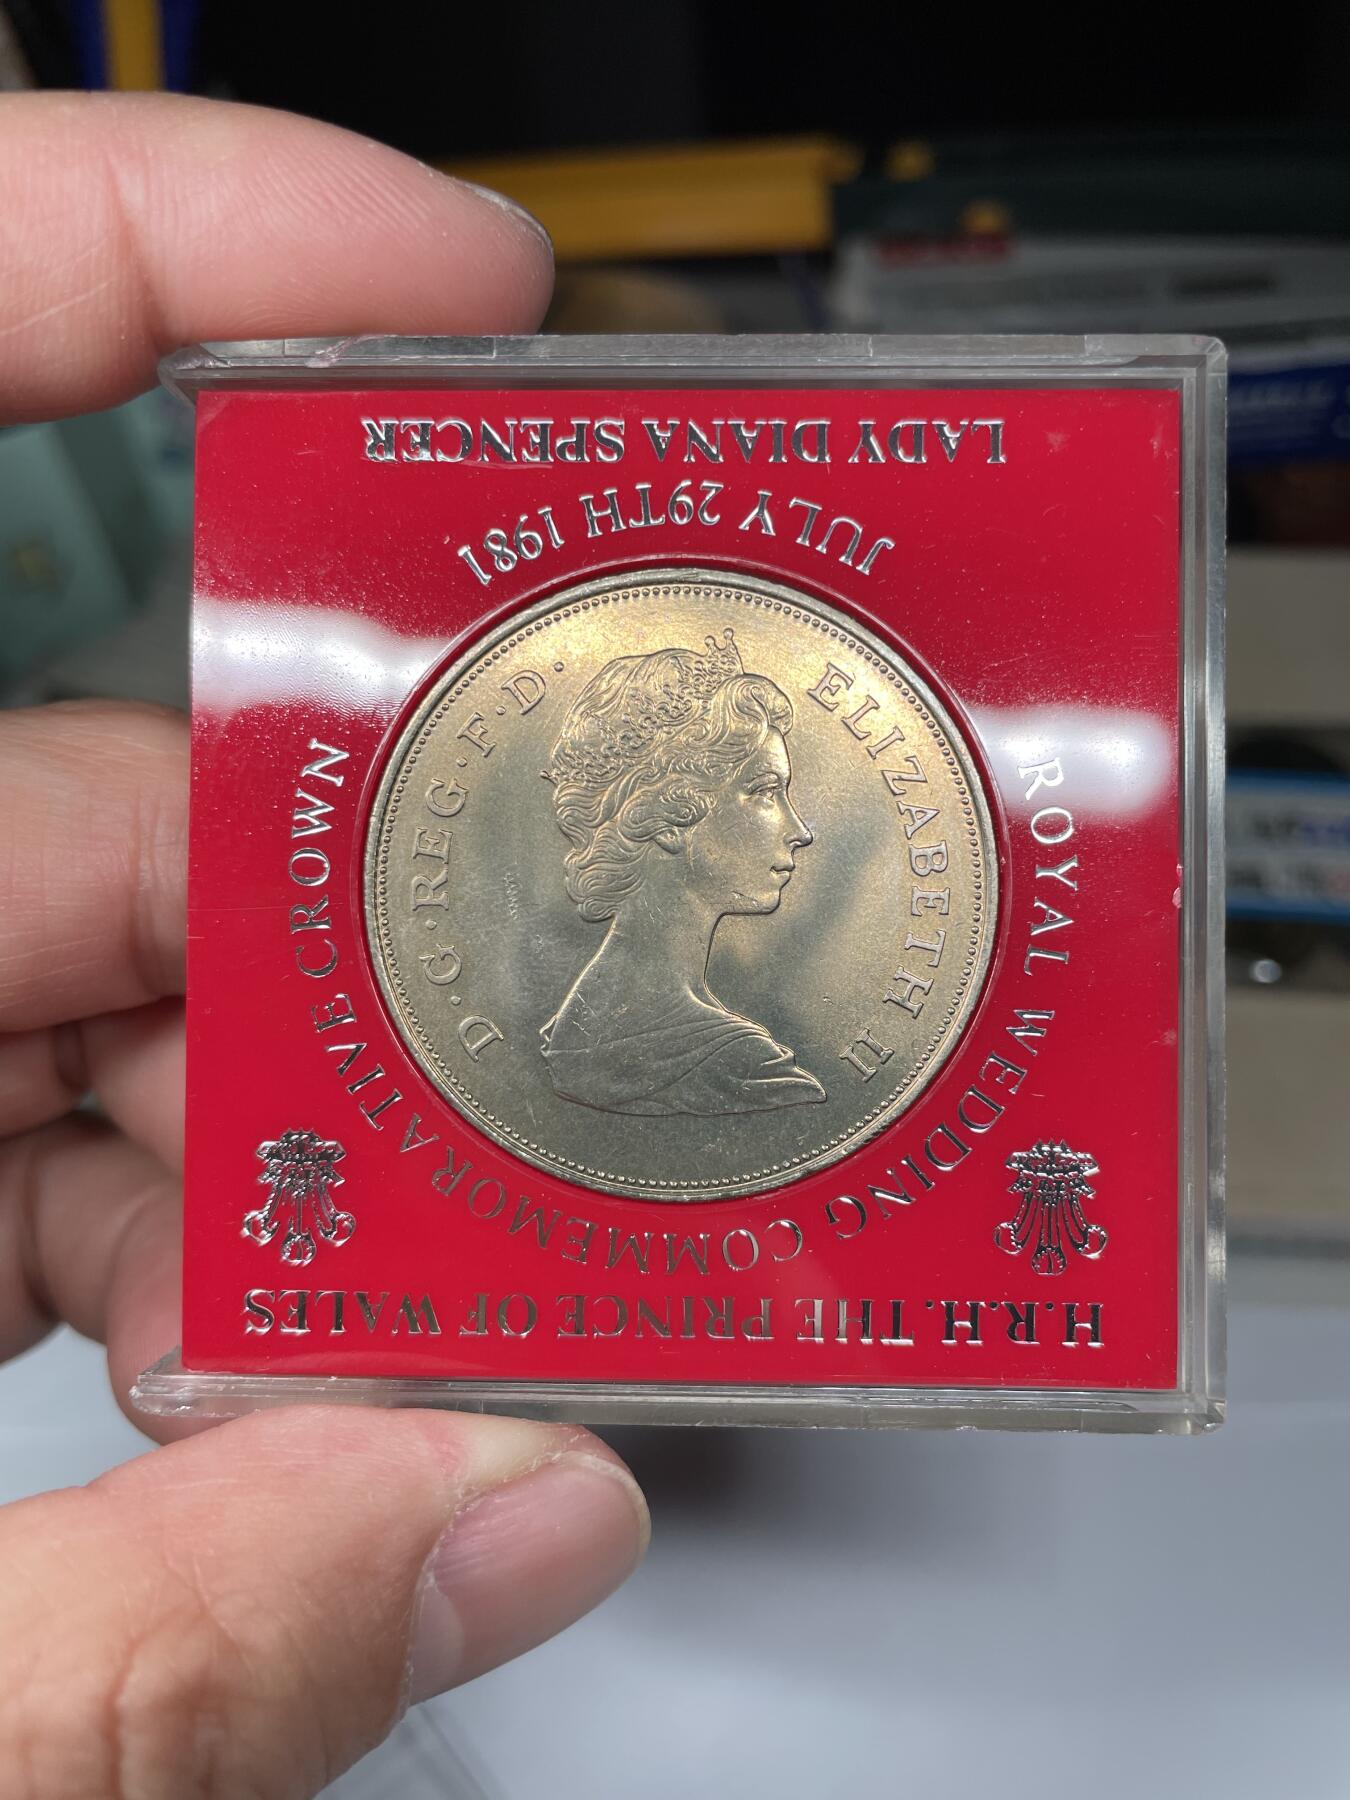 H.R.H. THE PRINCE OF WALES
ROYAL WEDDING COMMEMORATIVE CROWN
JULY 29TH 1981
LADY DIANA SPENCER
D·G·REG·F·D·
ELIZABETH II